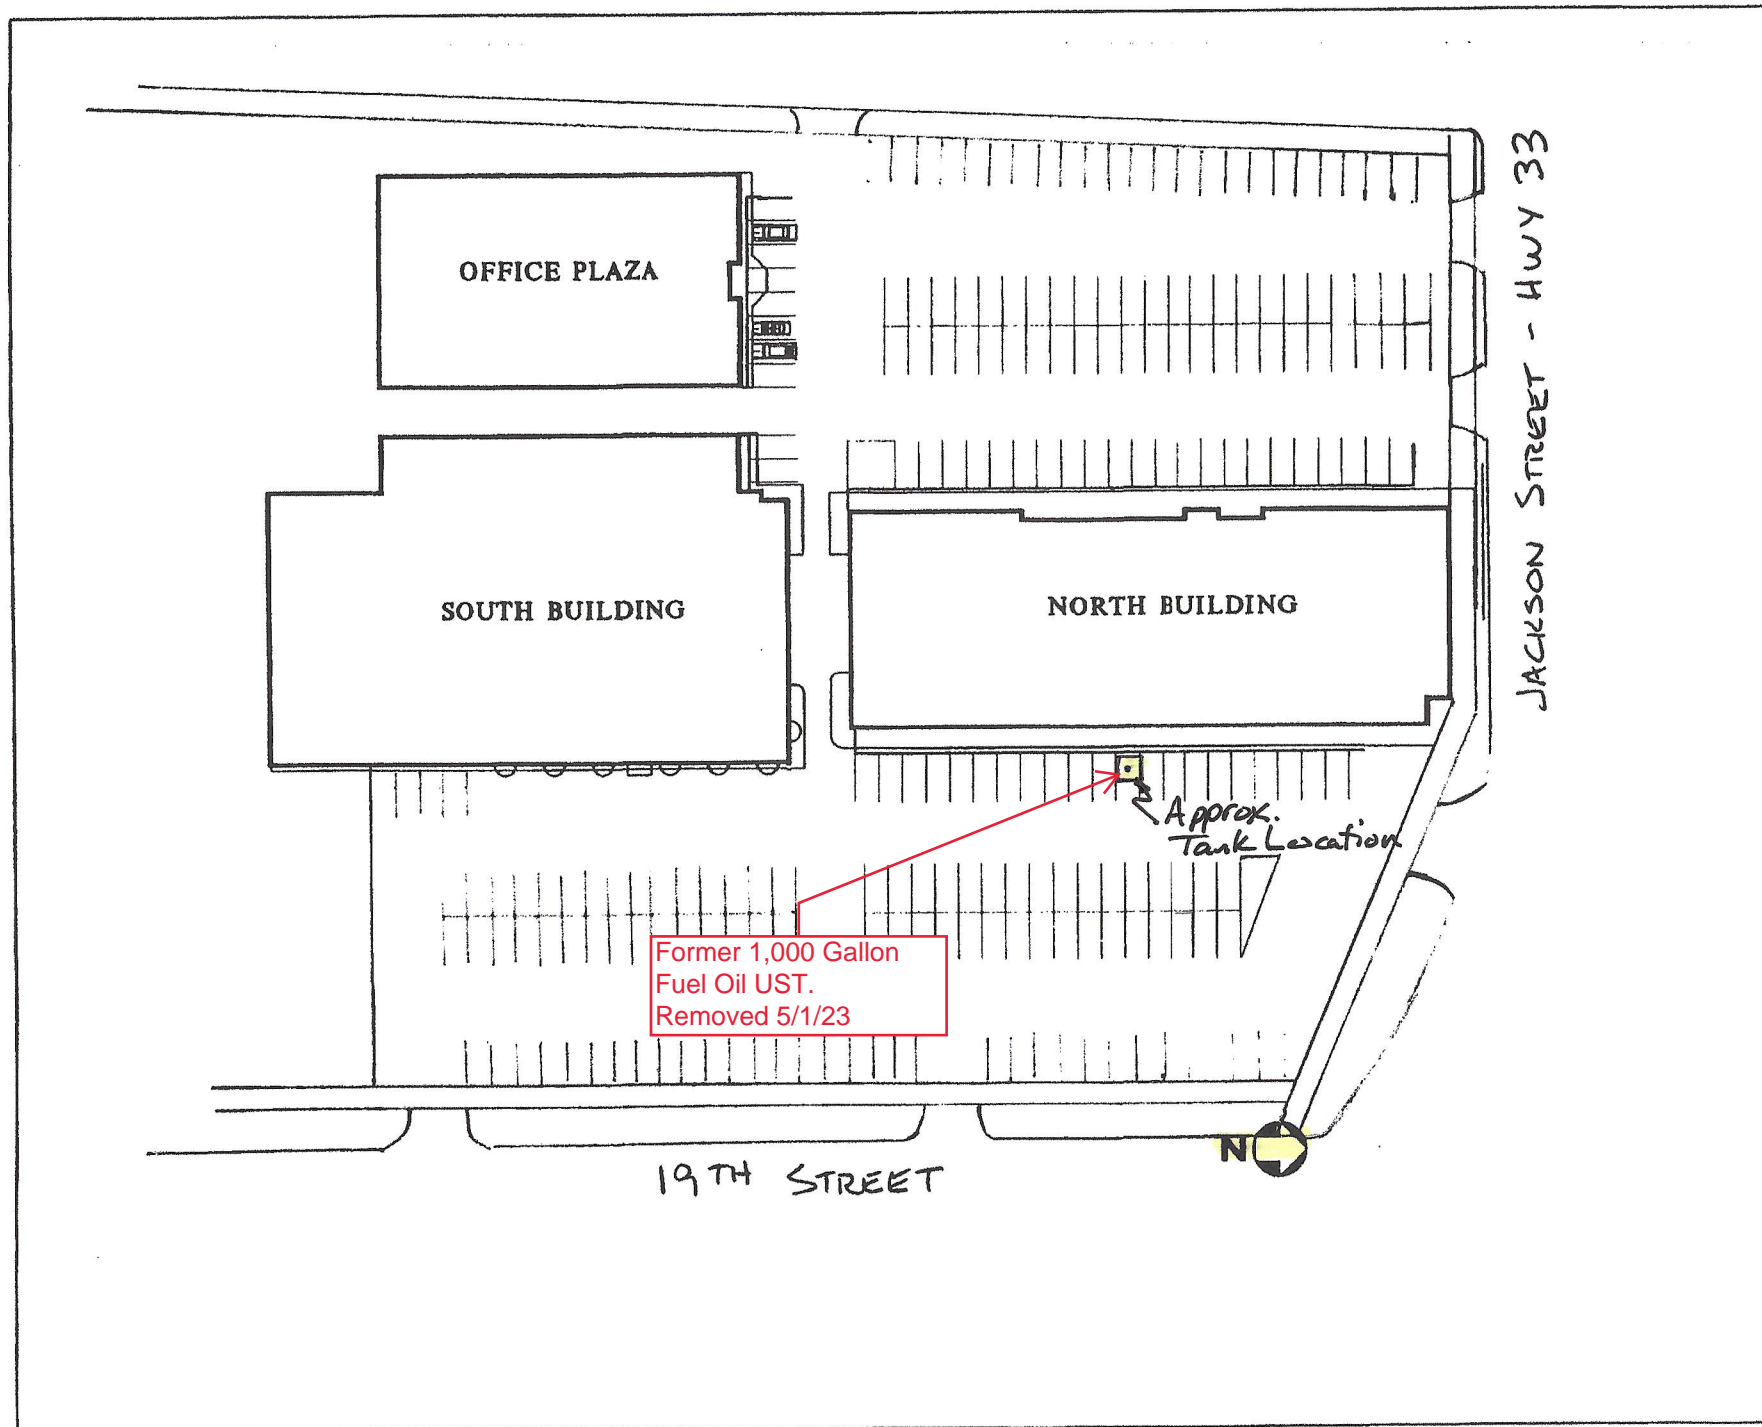 OFFICE PLAZA
JACKSON STREET - HWY 33
SOUTH BUILDING
NORTH BUILDING
Approx.
Tank Location
Former 1,000 Gallon
Fuel Oil UST.
Removed 5/1/23
N
19TH STREET